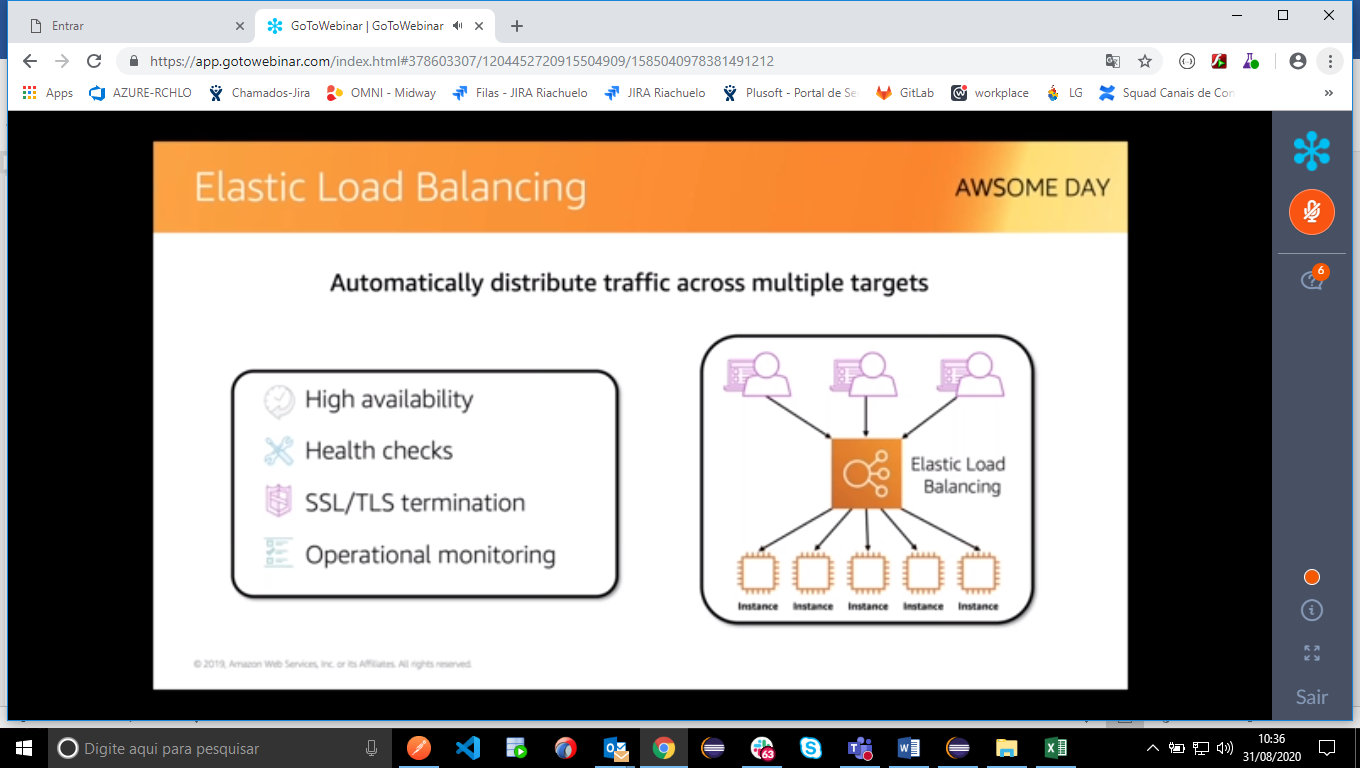 Entrar
GoToWebinar | GoToWebinar
https://app.gotowebinar.com/index.html#378603307/1204452720915504909/1585040978381491212
Apps AZURE-RCHLO Chamados-Jira OMNI - Midway Filas - JIRA Riachuelo JIRA Riachuelo Plusoft - Portal de Se GitLab workplace LG Squad Canais de Con »
Elastic Load Balancing
AWSOME DAY
Automatically distribute traffic across multiple targets
High availability
Health checks
SSL/TLS termination
Operational monitoring
Elastic Load
Balancing
Instance Instance Instance Instance Instance
© 2019, Amazon Web Services, Inc. or its Affiliates. All rights reserved.
6
Sair
Digite aqui para pesquisar
63
10:36
31/08/2020